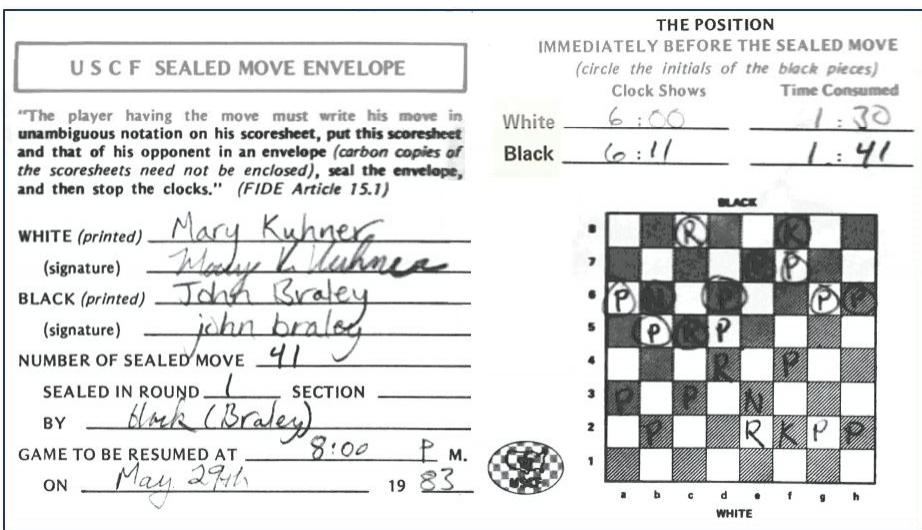 U S C F SEALED MOVE ENVELOPE
"The player having the move must write his move in
unambiguous notation on his scoresheet, put this scoresheet
and that of his opponent in an envelope (carbon copies of
the scoresheets need not be enclosed), seal the envelope,
and then stop the clocks." (FIDE Article 15.1)
WHITE (printed) Mary Kuhner
(signature) Mary K Kuhner
BLACK (printed) John Braley
(signature) john braley
NUMBER OF SEALED MOVE 41
SEALED IN ROUND 1 SECTION
BY black (Braley)
GAME TO BE RESUMED AT 8:00 P M.
ON May 29th 19 83
USCF
THE POSITION
IMMEDIATELY BEFORE THE SEALED MOVE
(circle the initials of the black pieces)
Clock Shows Time Consumed
White 6:00 1:30
Black 6:11 1:41
BLACK
8 R K
7 P
6 P N P P P
5 P R P
4 R P
3 P P N
2 P R K P P
1
a b c d e f g h
WHITE